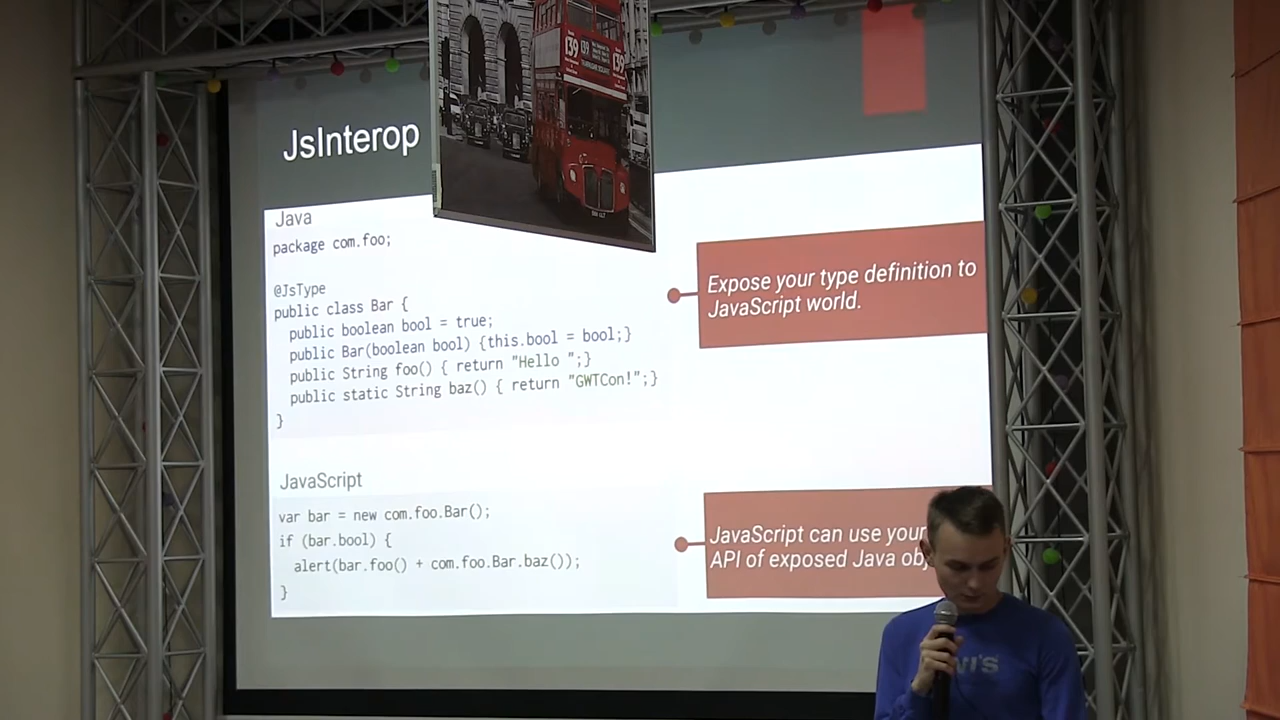 139
139
JsInterop
Java
package com.foo;
@JsType
public class Bar {
public boolean bool = true;
public Bar(boolean bool) {this.bool = bool;}
public String foo() { return "Hello ";}
public static String baz() { return "GWTCon!";}
}
Expose your type definition to
JavaScript world.
JavaScript
var bar = new com.foo.Bar();
if (bar.bool) {
alert(bar.foo() + com.foo.Bar.baz());
}
JavaScript can use your
API of exposed Java